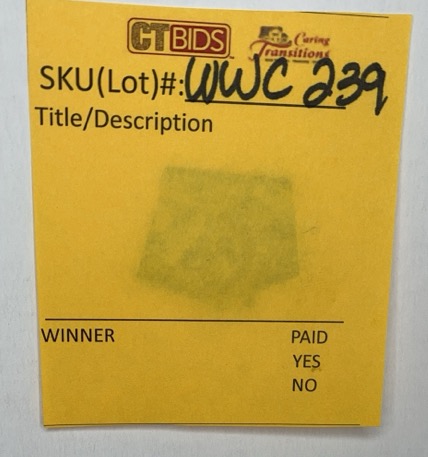 CTBIDS Caring Transitions
SKU(Lot)#: WWC 239
Title/Description
WINNER PAID
YES
NO